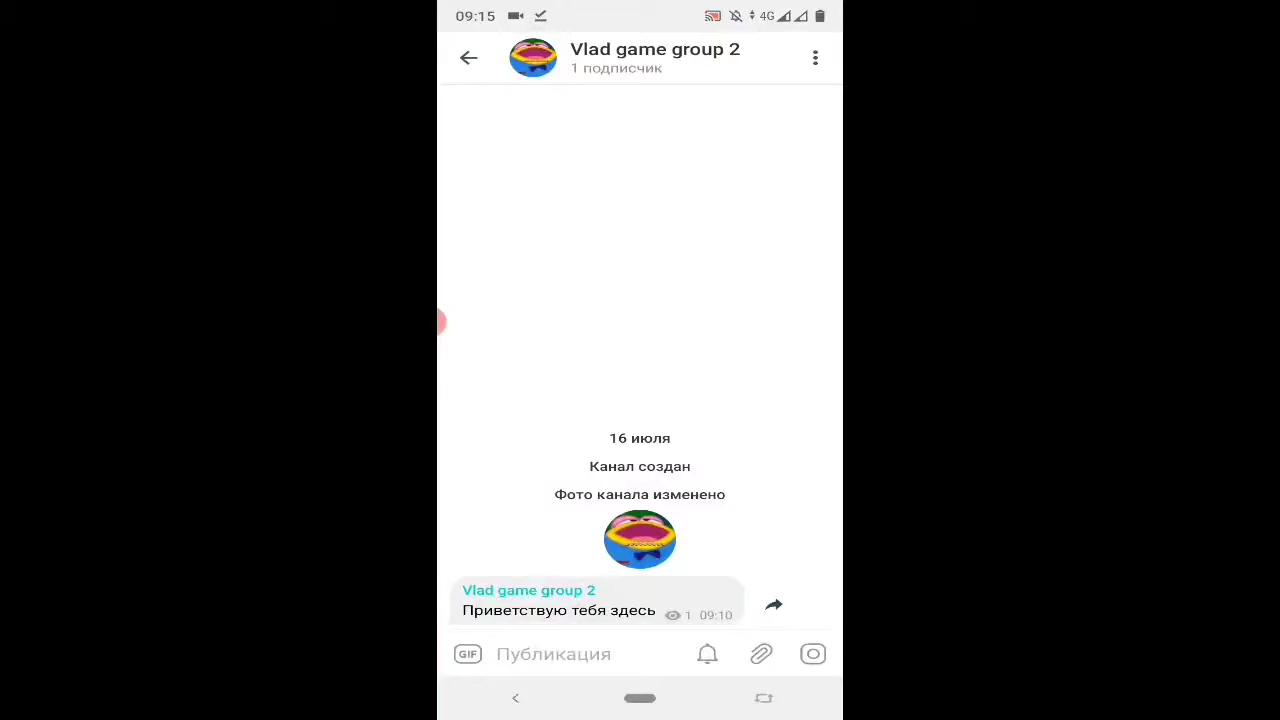 09:15
4G
Vlad game group 2
1 подписчик
16 июля
Канал создан
Фото канала изменено
Vlad game group 2
Приветствую тебя здесь
1 09:10
GIF Публикация